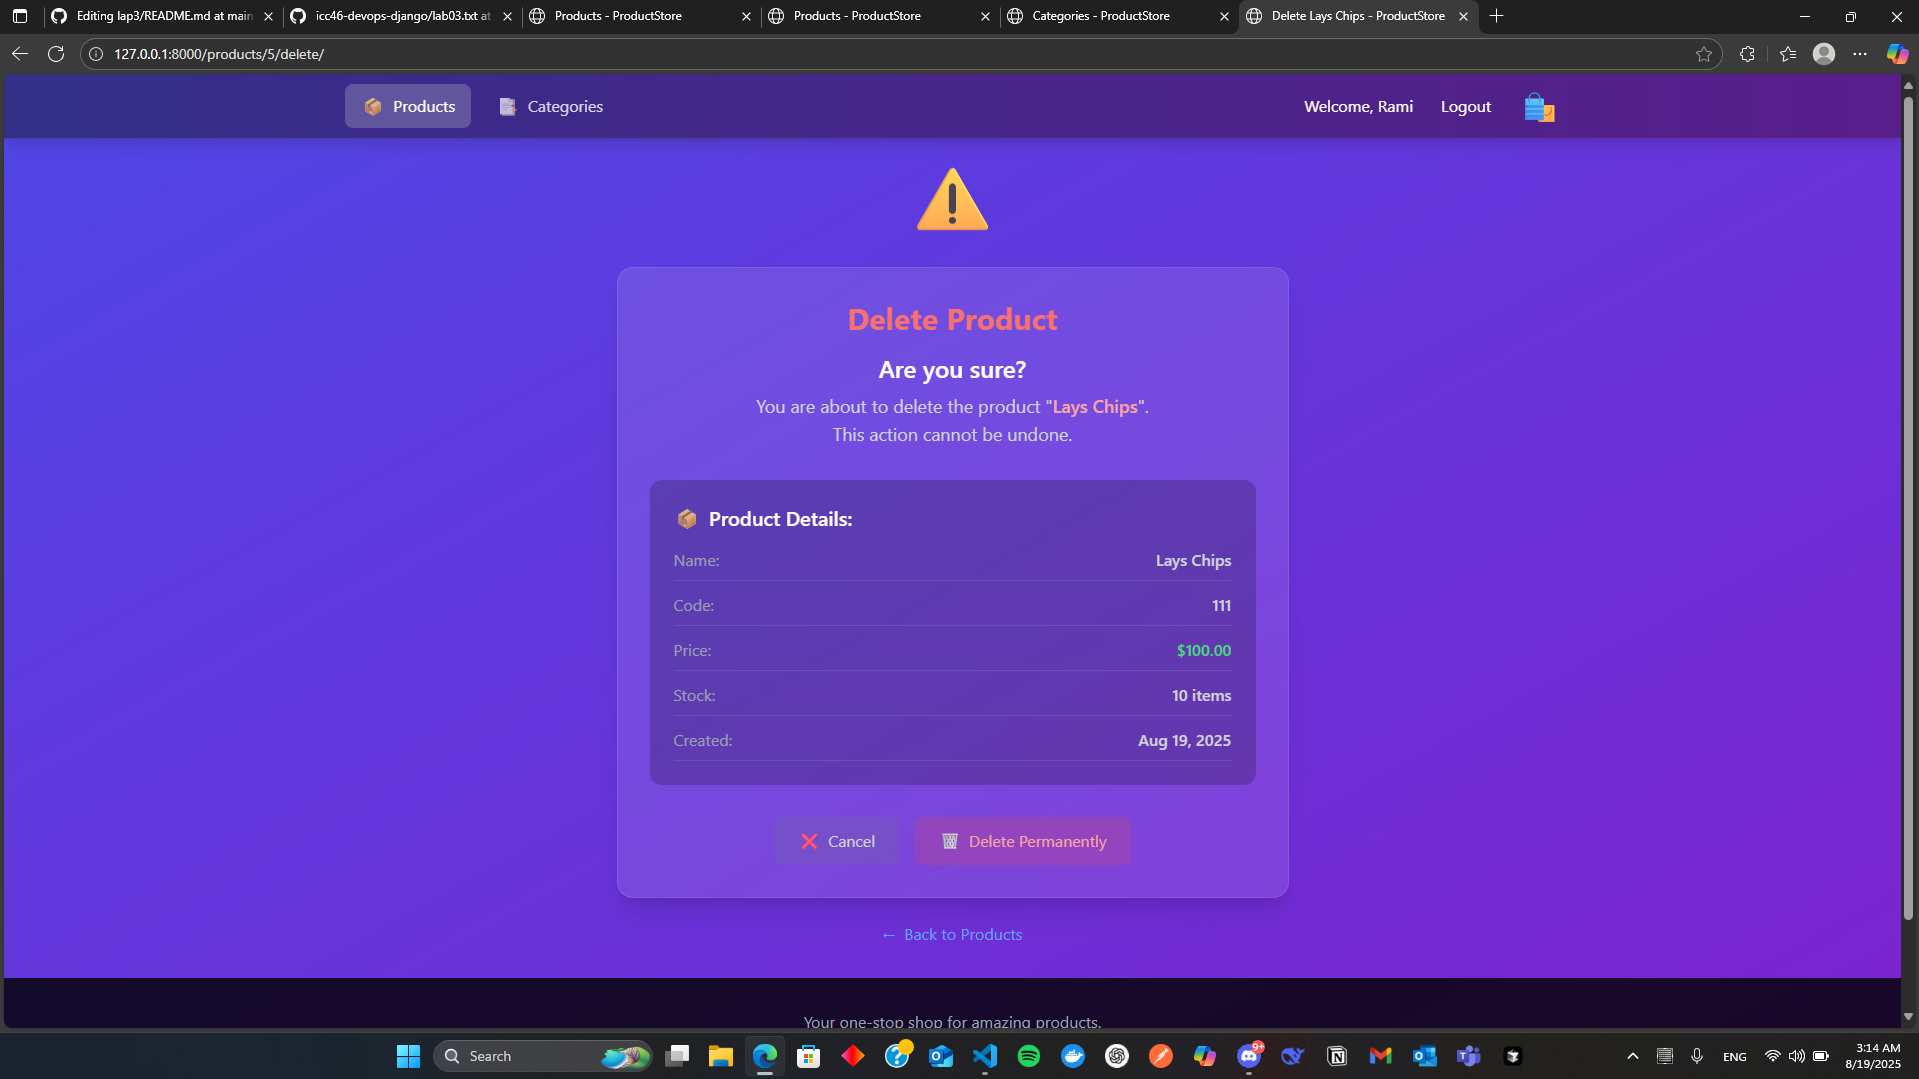 Editing lap3/README.md at main
icc46-devops-django/lab03.txt at
Products - ProductStore
Products - ProductStore
Categories - ProductStore
Delete Lays Chips - ProductStore
127.0.0.1:8000/products/5/delete/
Products
Categories
Welcome, Rami
Logout
Delete Product
Are you sure?
You are about to delete the product "Lays Chips".
This action cannot be undone.
Product Details:
Name: Lays Chips
Code: 111
Price: $100.00
Stock: 10 items
Created: Aug 19, 2025
Cancel
Delete Permanently
← Back to Products
Your one-stop shop for amazing products.
Search
9+
ENG
3:14 AM
8/19/2025